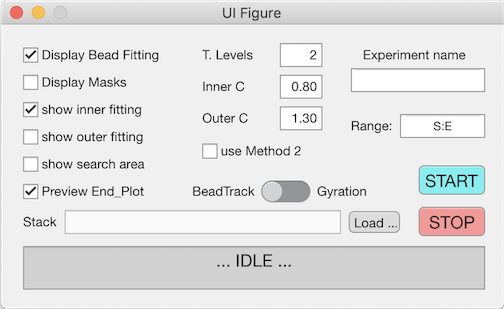 UI Figure
Display Bead Fitting
T. Levels
2
Experiment name
Display Masks
Inner C
0.80
show inner fitting
Outer C
1.30
Range:
S:E
show outer fitting
use Method 2
show search area
START
Preview End_Plot
BeadTrack
Gyration
Stack
Load ...
STOP
... IDLE ...